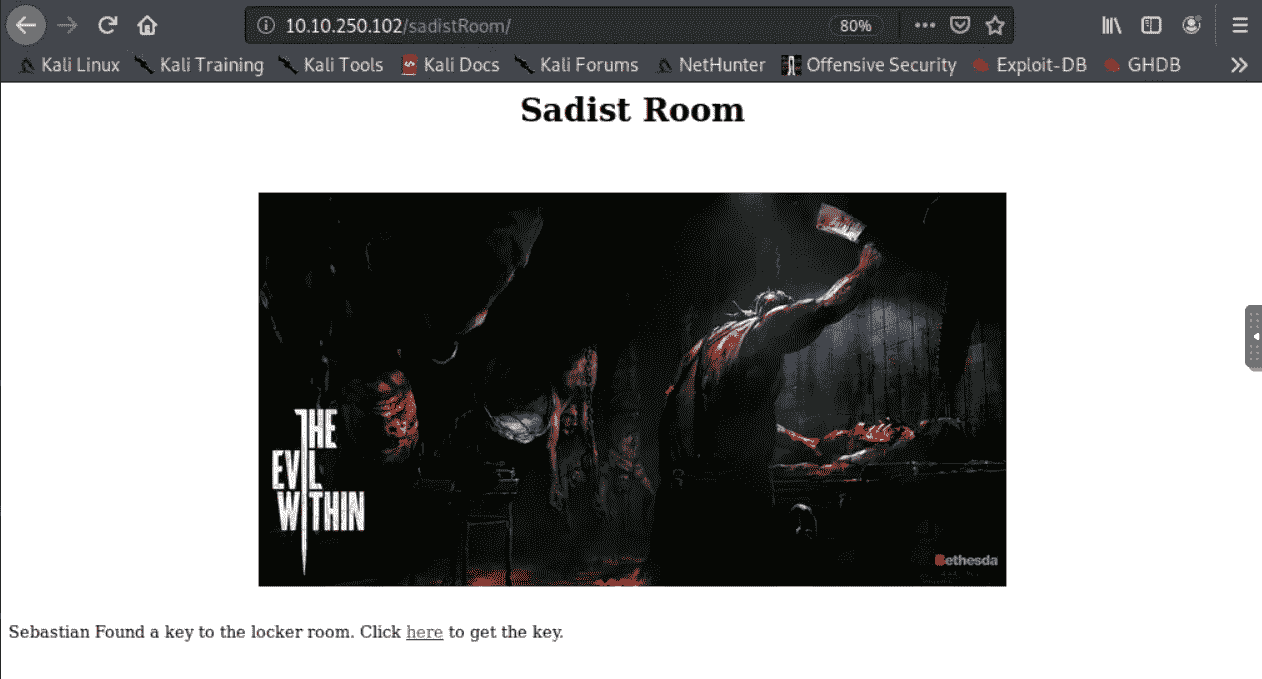 10.10.250.102/sadistRoom/ 80%
Kali Linux Kali Training Kali Tools Kali Docs Kali Forums NetHunter Offensive Security Exploit-DB GHDB
Sadist Room
THE
EVIL
WITHIN
Bethesda
Sebastian Found a key to the locker room. Click here to get the key.